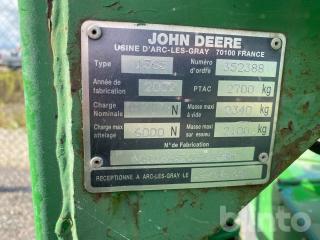 JOHN DEERE
USINE D'ARC-LES-GRAY 70100 FRANCE
Type Numéro d'ordre 352388
Année de fabrication PTAC 2700 kg
Charge Nominale N Masse maxi à vide kg
Charge maxi attelage 6000 N Masse maxi sur essieu 2100 kg
N° de Fabrication
RECEPTIONNE A ARC-LES-GRAY LE
blinto